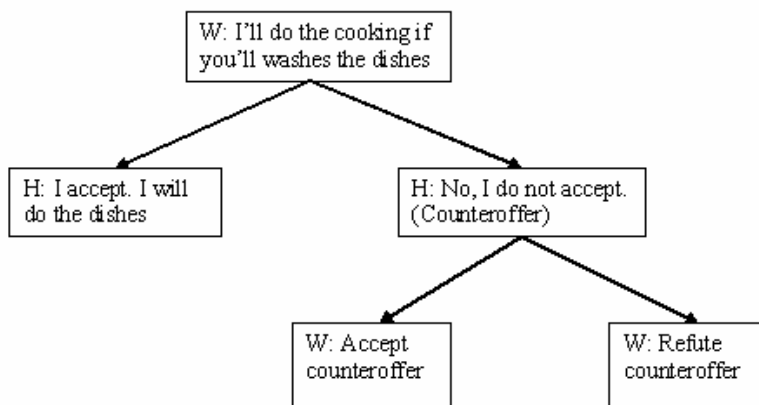 W: I'll do the cooking if
you'll washes the dishes
H: I accept. I will
do the dishes
H: No, I do not accept.
(Counteroffer)
W: Accept
counteroffer
W: Refute
counteroffer